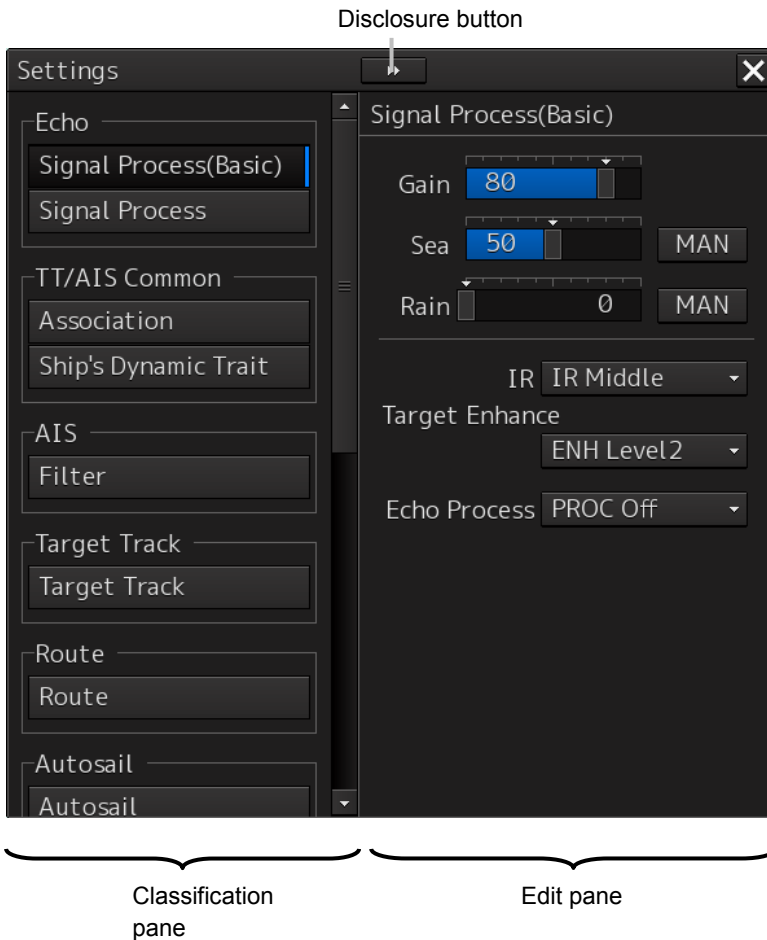 Disclosure button
Settings
Echo
Signal Process(Basic)
Signal Process
TT/AIS Common
Association
Ship's Dynamic Trait
AIS
Filter
Target Track
Target Track
Route
Route
Autosail
Autosail
Signal Process(Basic)
Gain 80
Sea 50 MAN
Rain 0 MAN
IR IR Middle
Target Enhance
ENH Level2
Echo Process PROC Off
Classification
pane
Edit pane